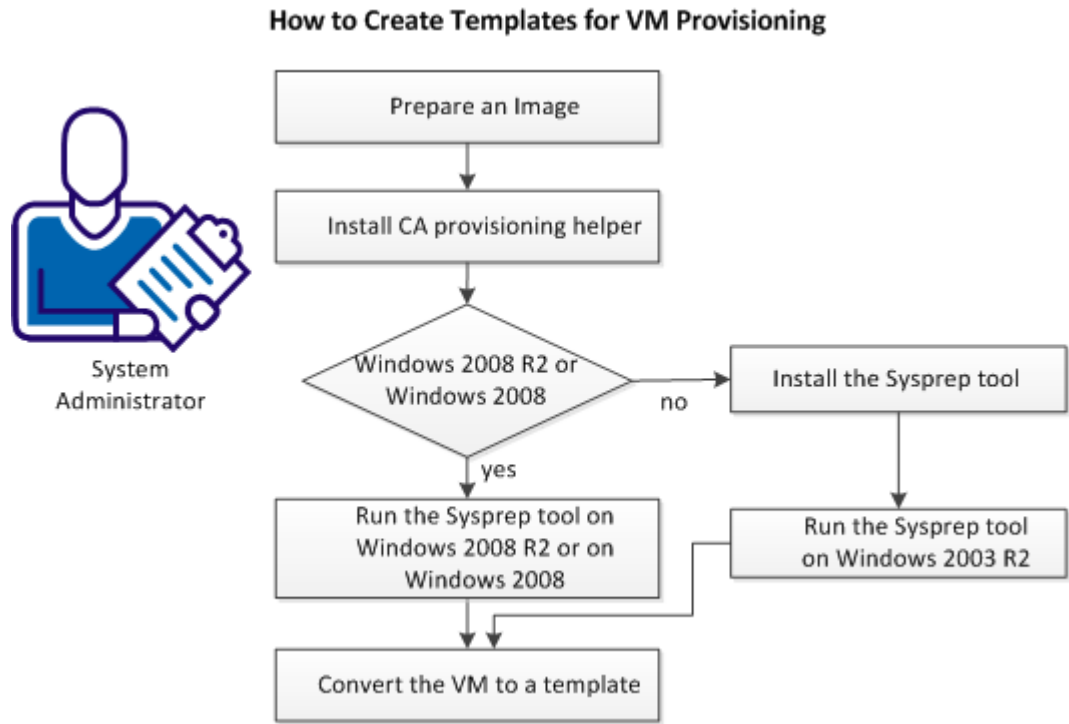 How to Create Templates for VM Provisioning
Prepare an Image
Install CA provisioning helper
System
Administrator
Windows 2008 R2 or
Windows 2008
no
Install the Sysprep tool
yes
Run the Sysprep tool on
Windows 2008 R2 or on
Windows 2008
Run the Sysprep tool
on Windows 2003 R2
Convert the VM to a template